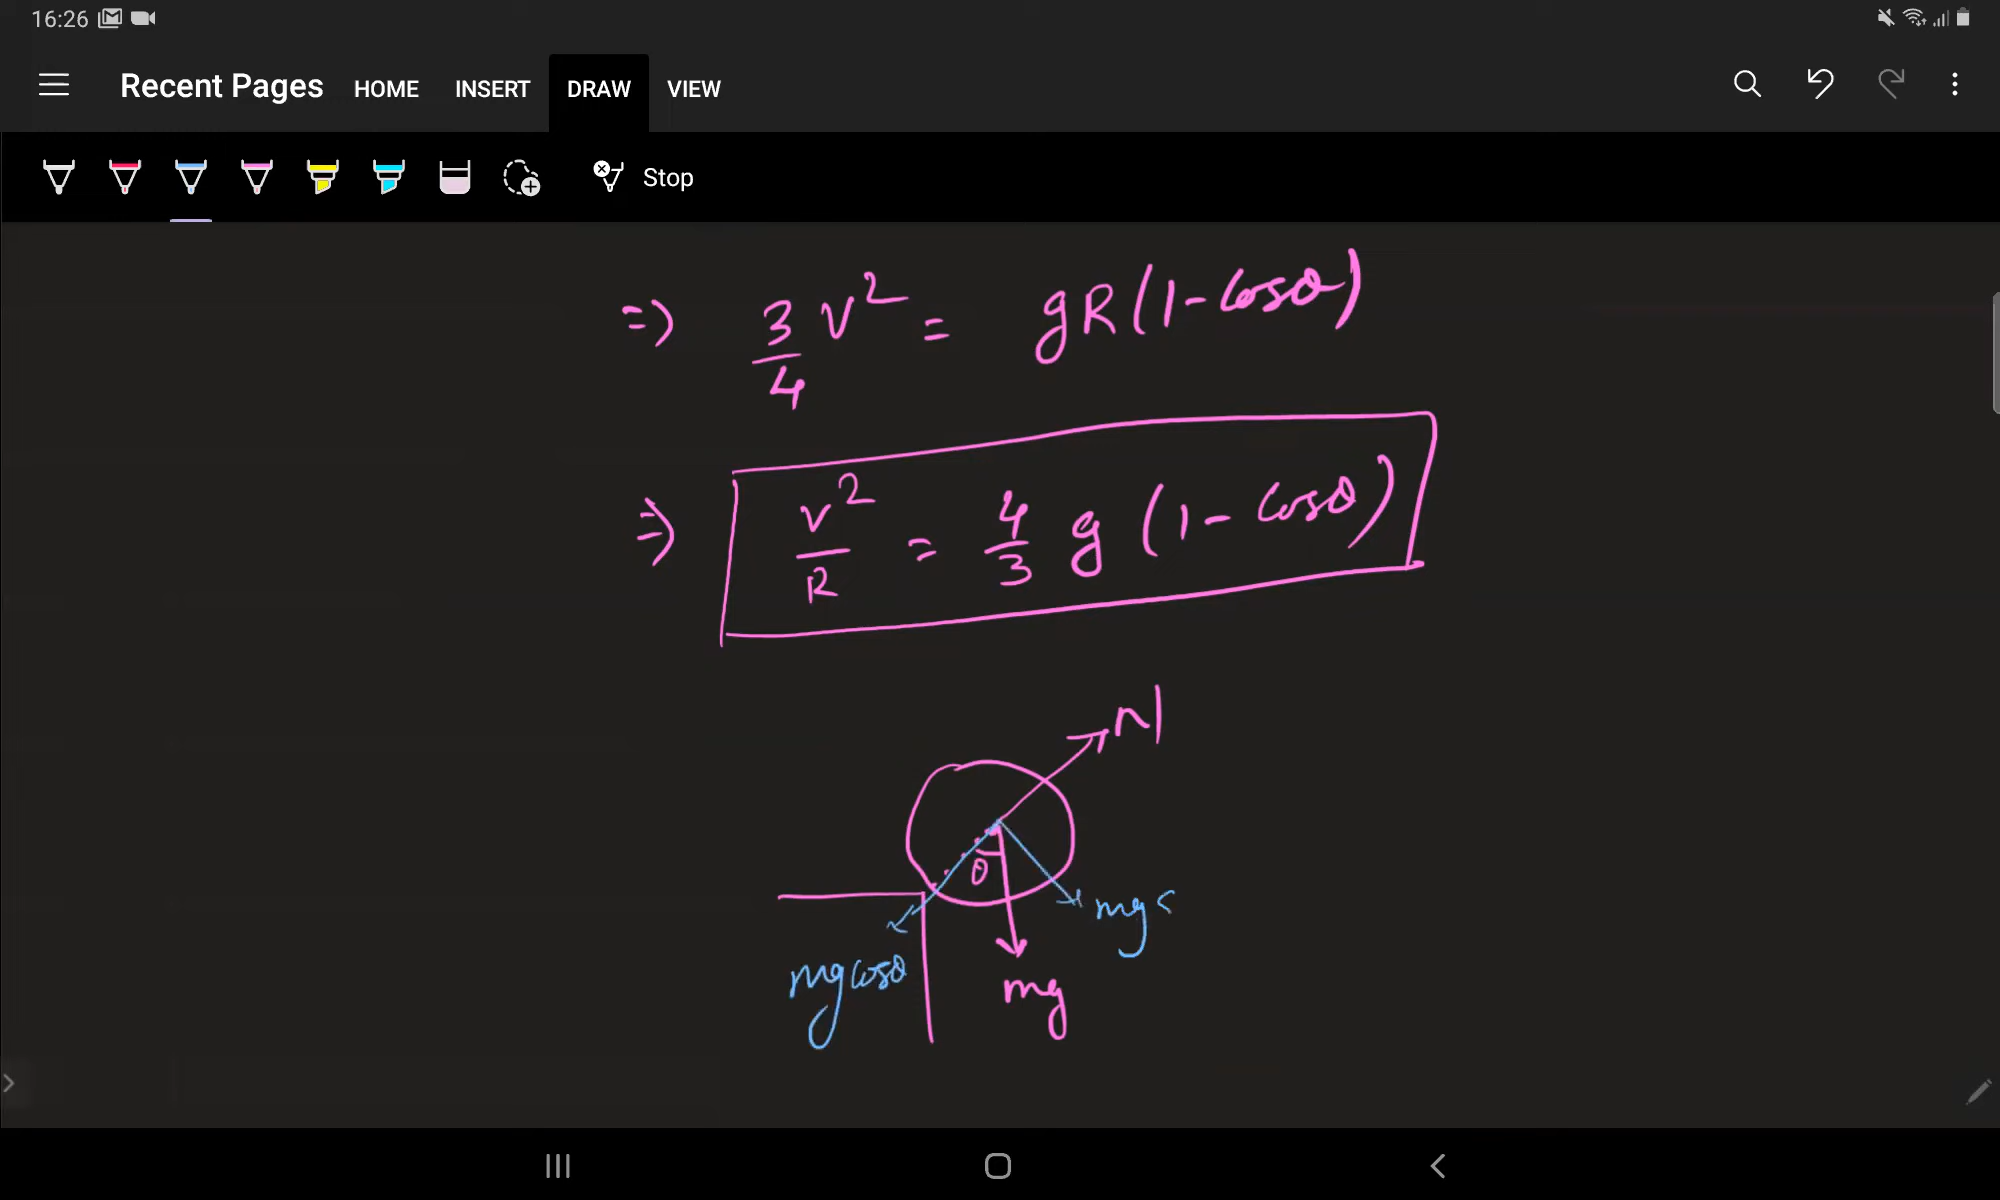 16:26
Recent Pages HOME INSERT DRAW VIEW
Stop
=> 3/4 v² = gR(1-cosθ)
=> v²/R = 4/3 g (1-cosθ)
N
θ
mg
mgcosθ
mg